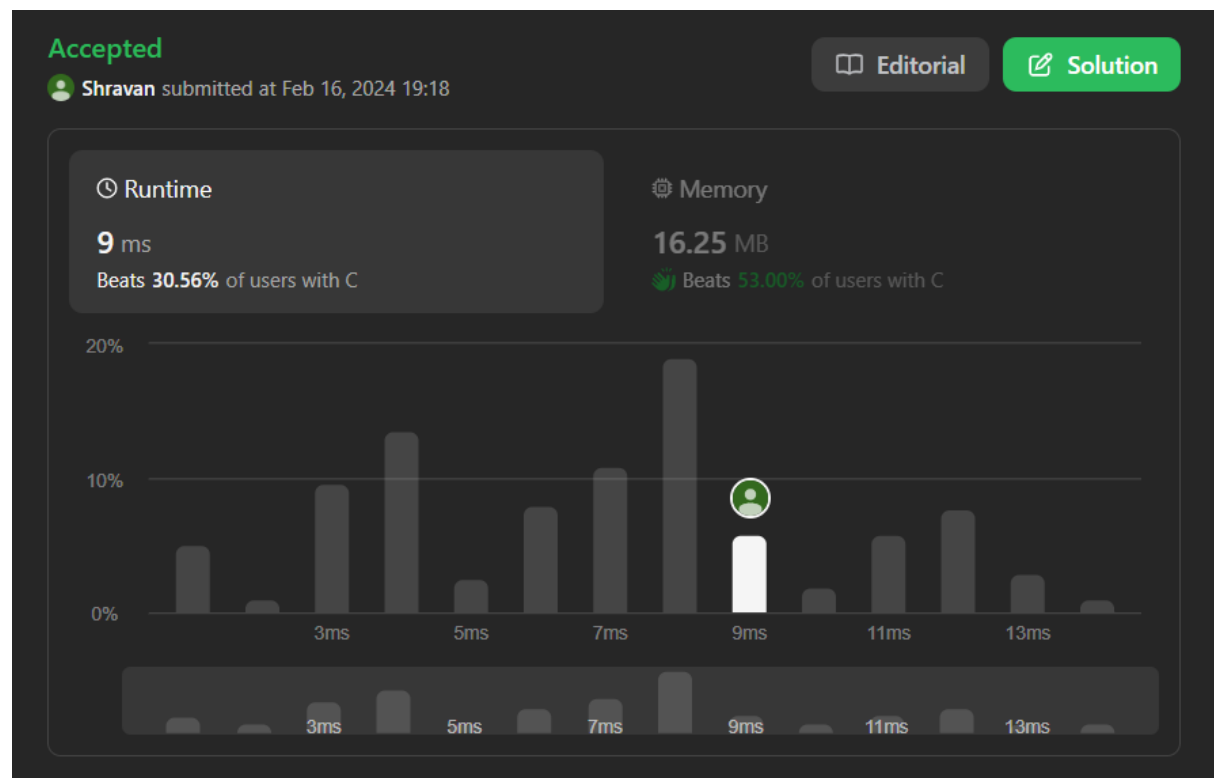 Accepted
Shravan submitted at Feb 16, 2024 19:18
Editorial
Solution
Runtime
9 ms
Beats 30.56% of users with C
Memory
16.25 MB
Beats 53.00% of users with C
20%
10%
0%
3ms 5ms 7ms 9ms 11ms 13ms
3ms 5ms 7ms 9ms 11ms 13ms